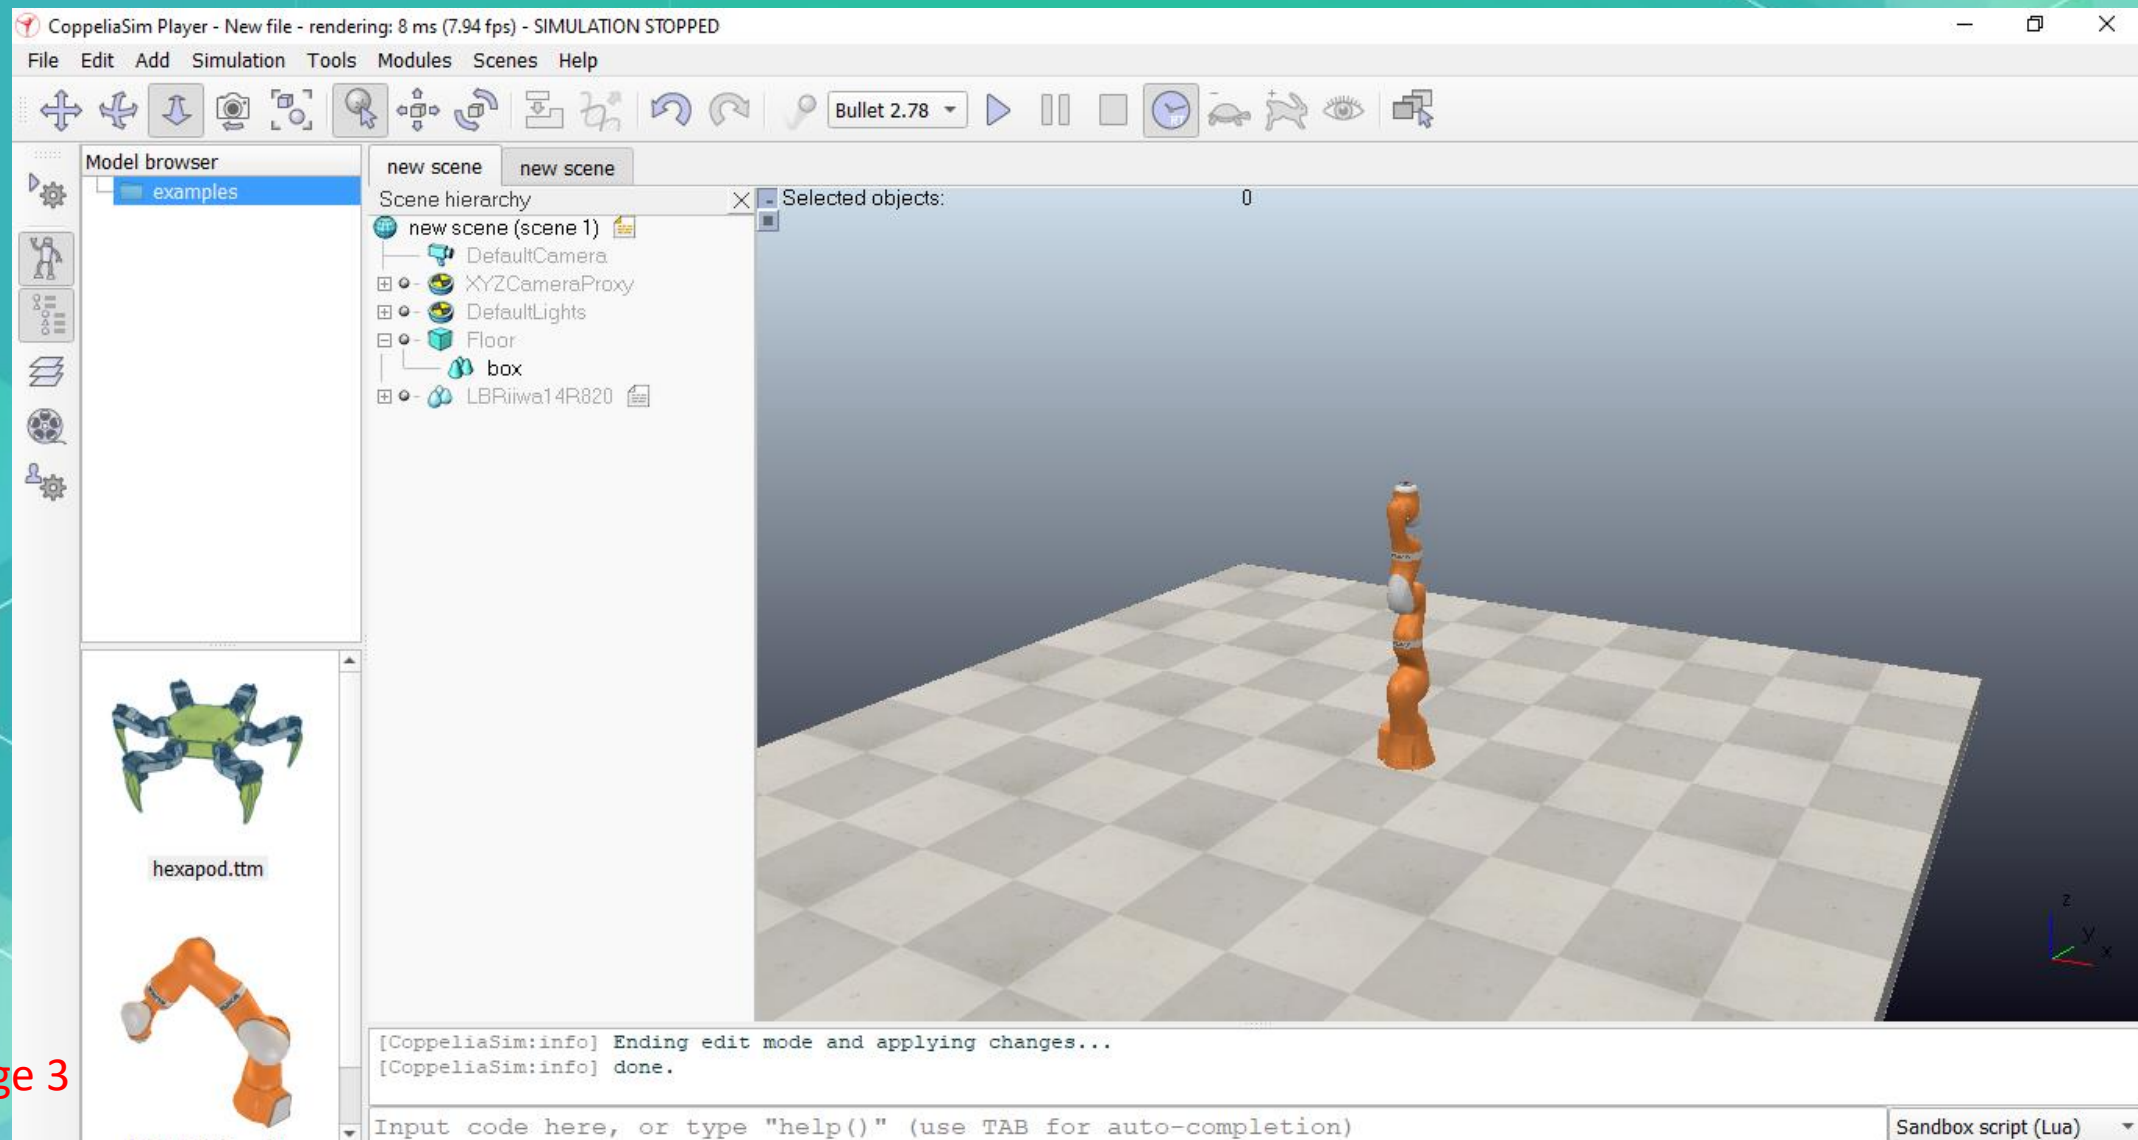 CoppeliaSim Player - New file - rendering: 8 ms (7.94 fps) - SIMULATION STOPPED
File Edit Add Simulation Tools Modules Scenes Help
Bullet 2.78
RT
Model browser
examples
new scene
new scene
Scene hierarchy
Selected objects: 0
new scene (scene 1)
DefaultCamera
XYZCameraProxy
DefaultLights
Floor
box
LBRiiwa14R820
hexapod.ttm
z
y
x
[CoppeliaSim:info] Ending edit mode and applying changes...
[CoppeliaSim:info] done.
ge 3
Input code here, or type "help()" (use TAB for auto-completion)
Sandbox script (Lua)